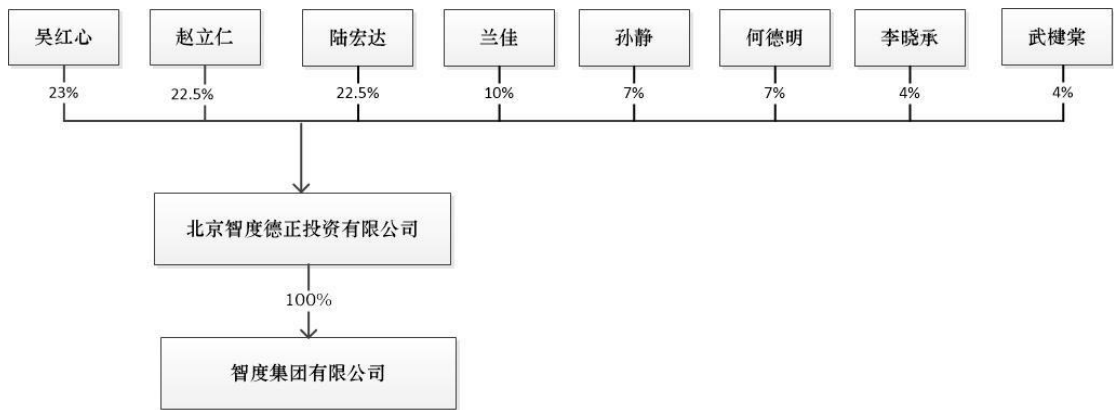 吴红心
赵立仁
陆宏达
兰佳
孙静
何德明
李晓承
武楗棠
23%
22.5%
22.5%
10%
7%
7%
4%
4%
北京智度德正投资有限公司
100%
智度集团有限公司